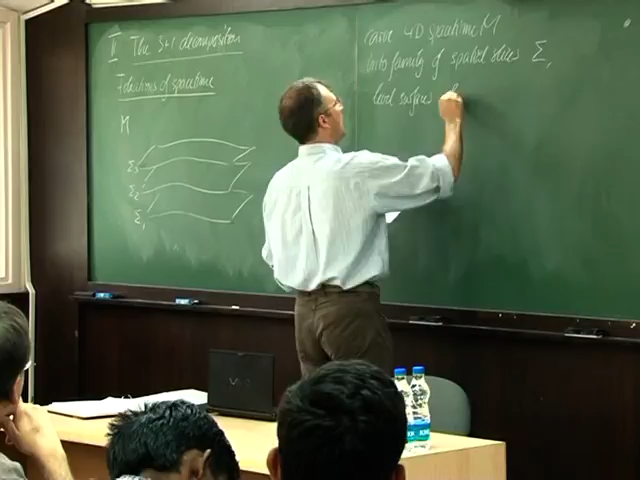 II The 3+1 decomposition
Foliations of spacetime
M
Σ3
Σ2
Σ1
carve 4D spacetime M
into family of spatial slices Σ,
level surfaces
VAIO